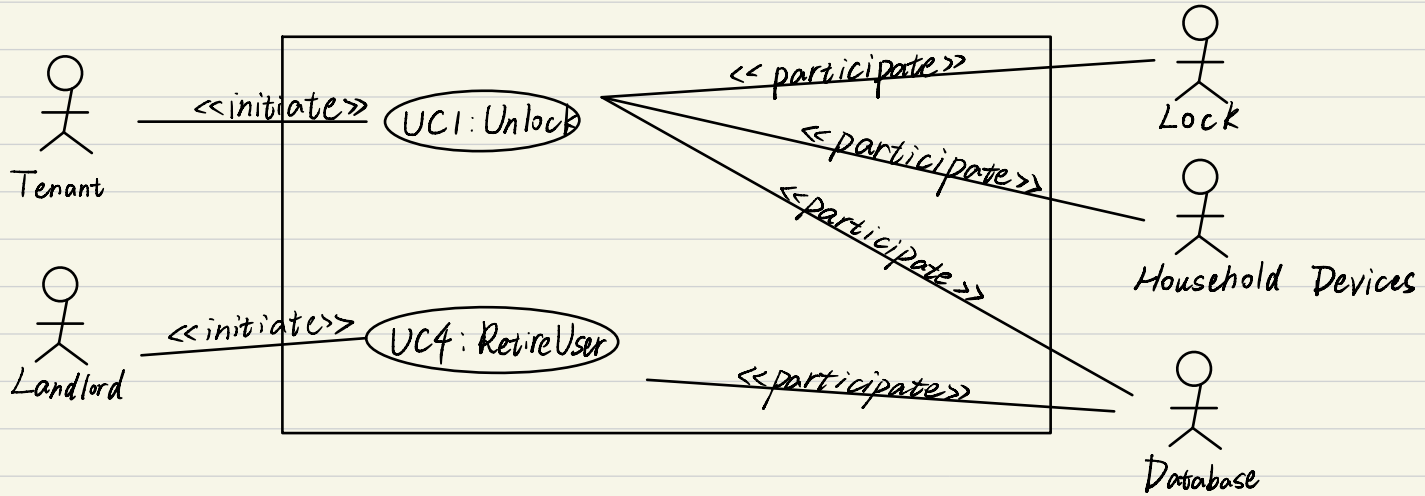 <<initiate>>
UC1:Unlock
Tenant
<<participate>>
Lock
<<participate>>
Household Devices
<<participate>>
<<initiate>>
UC4:RetireUser
Landlord
<<participate>>
Database